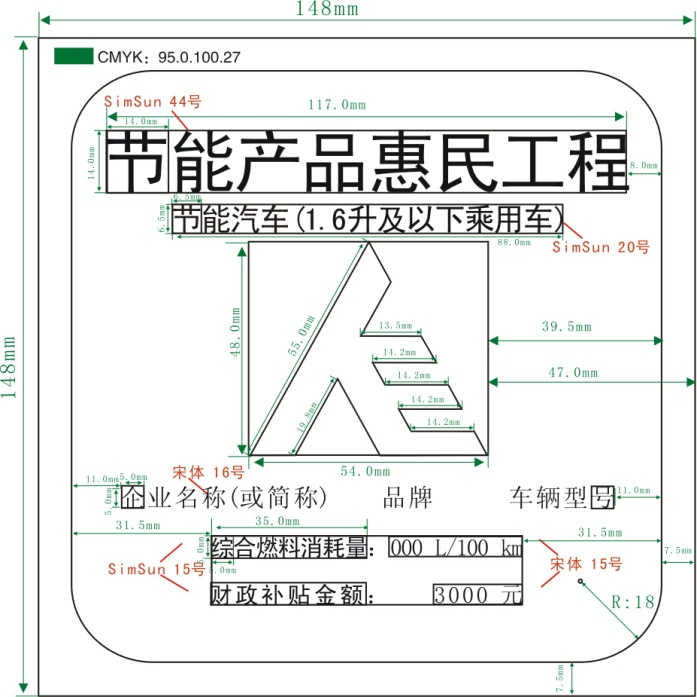 148mm
CMYK：95.0.100.27
SimSun 44号
117.0mm
14.0mm
14.0mm
节能产品惠民工程
8.0mm
6.5mm
6.5mm
节能汽车(1.6升及以下乘用车)
88.0mm
SimSun 20号
148mm
48.0mm
55.0mm
13.5mm
14.2mm
14.2mm
14.2mm
14.2mm
19.8mm
39.5mm
47.0mm
54.0mm
宋体 16号
11.0mm
5.0mm
5.0mm
企业名称(或简称) 品牌 车辆型号
11.0mm
31.5mm
35.0mm
31.5mm
5.0mm
综合燃料消耗量：000 L/100 km
5.0mm
7.5mm
SimSun 15号
宋体 15号
财政补贴金额： 3000 元
R:18
7.5mm